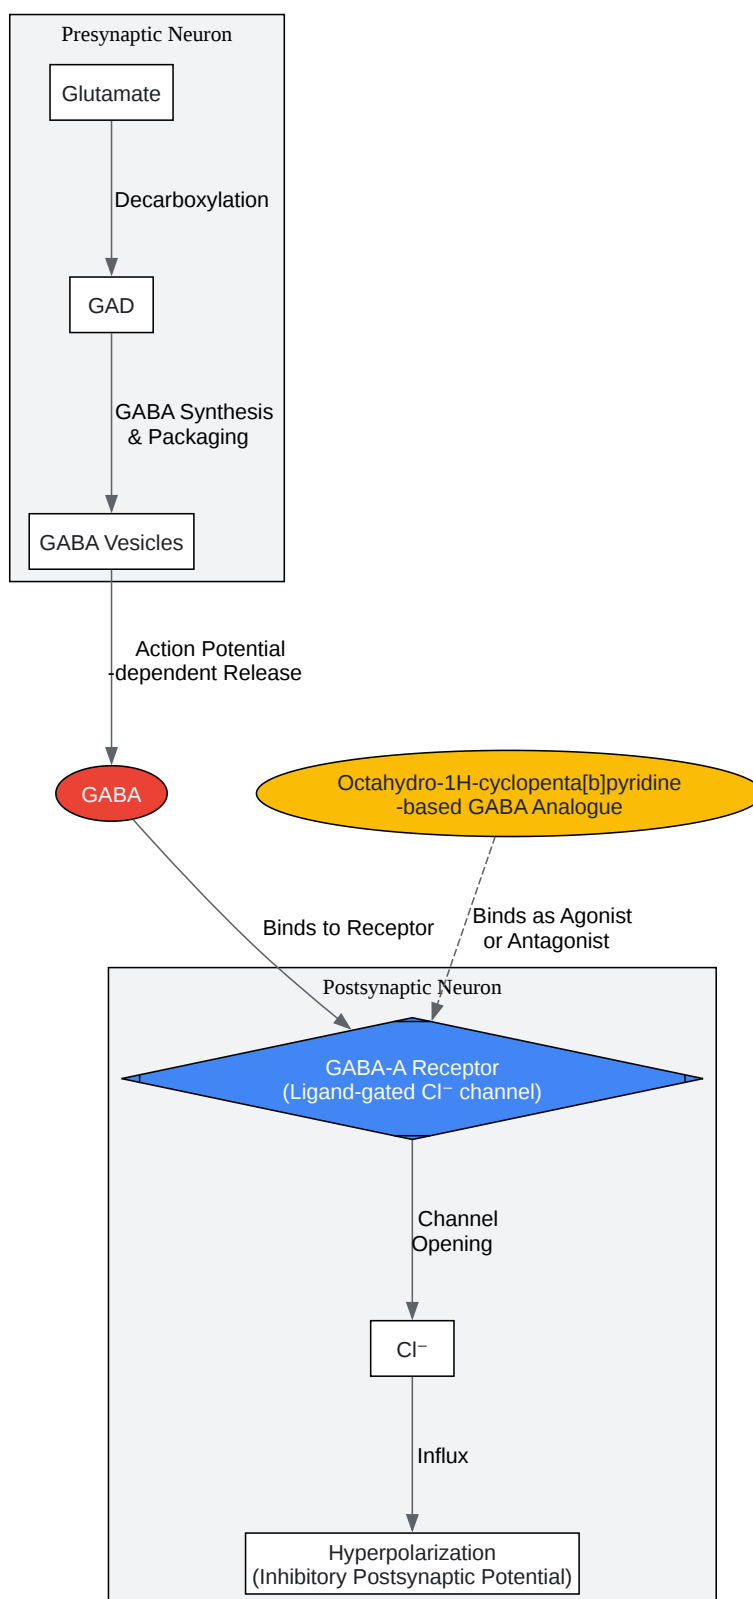 Presynaptic Neuron
Glutamate
Decarboxylation
GAD
GABA Synthesis
& Packaging
GABA Vesicles
Action Potential
-dependent Release
GABA
Octahydro-1H-cyclopenta[b]pyridine
-based GABA Analogue
Binds to Receptor
Binds as Agonist
or Antagonist
Postsynaptic Neuron
GABA-A Receptor
(Ligand-gated Cl⁻ channel)
Channel
Opening
Cl⁻
Influx
Hyperpolarization
(Inhibitory Postsynaptic Potential)